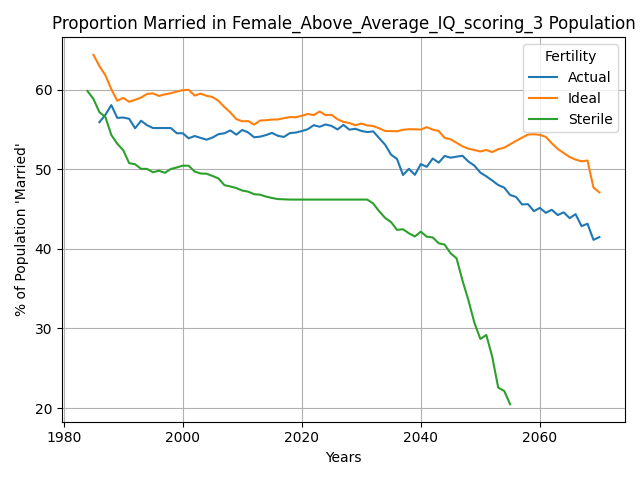 Proportion Married in Female_Above_Average_IQ_scoring_3 Population
Fertility
Actual
Ideal
Sterile
% of Population 'Married'
60
50
40
30
20
1980
2000
2020
2040
2060
Years